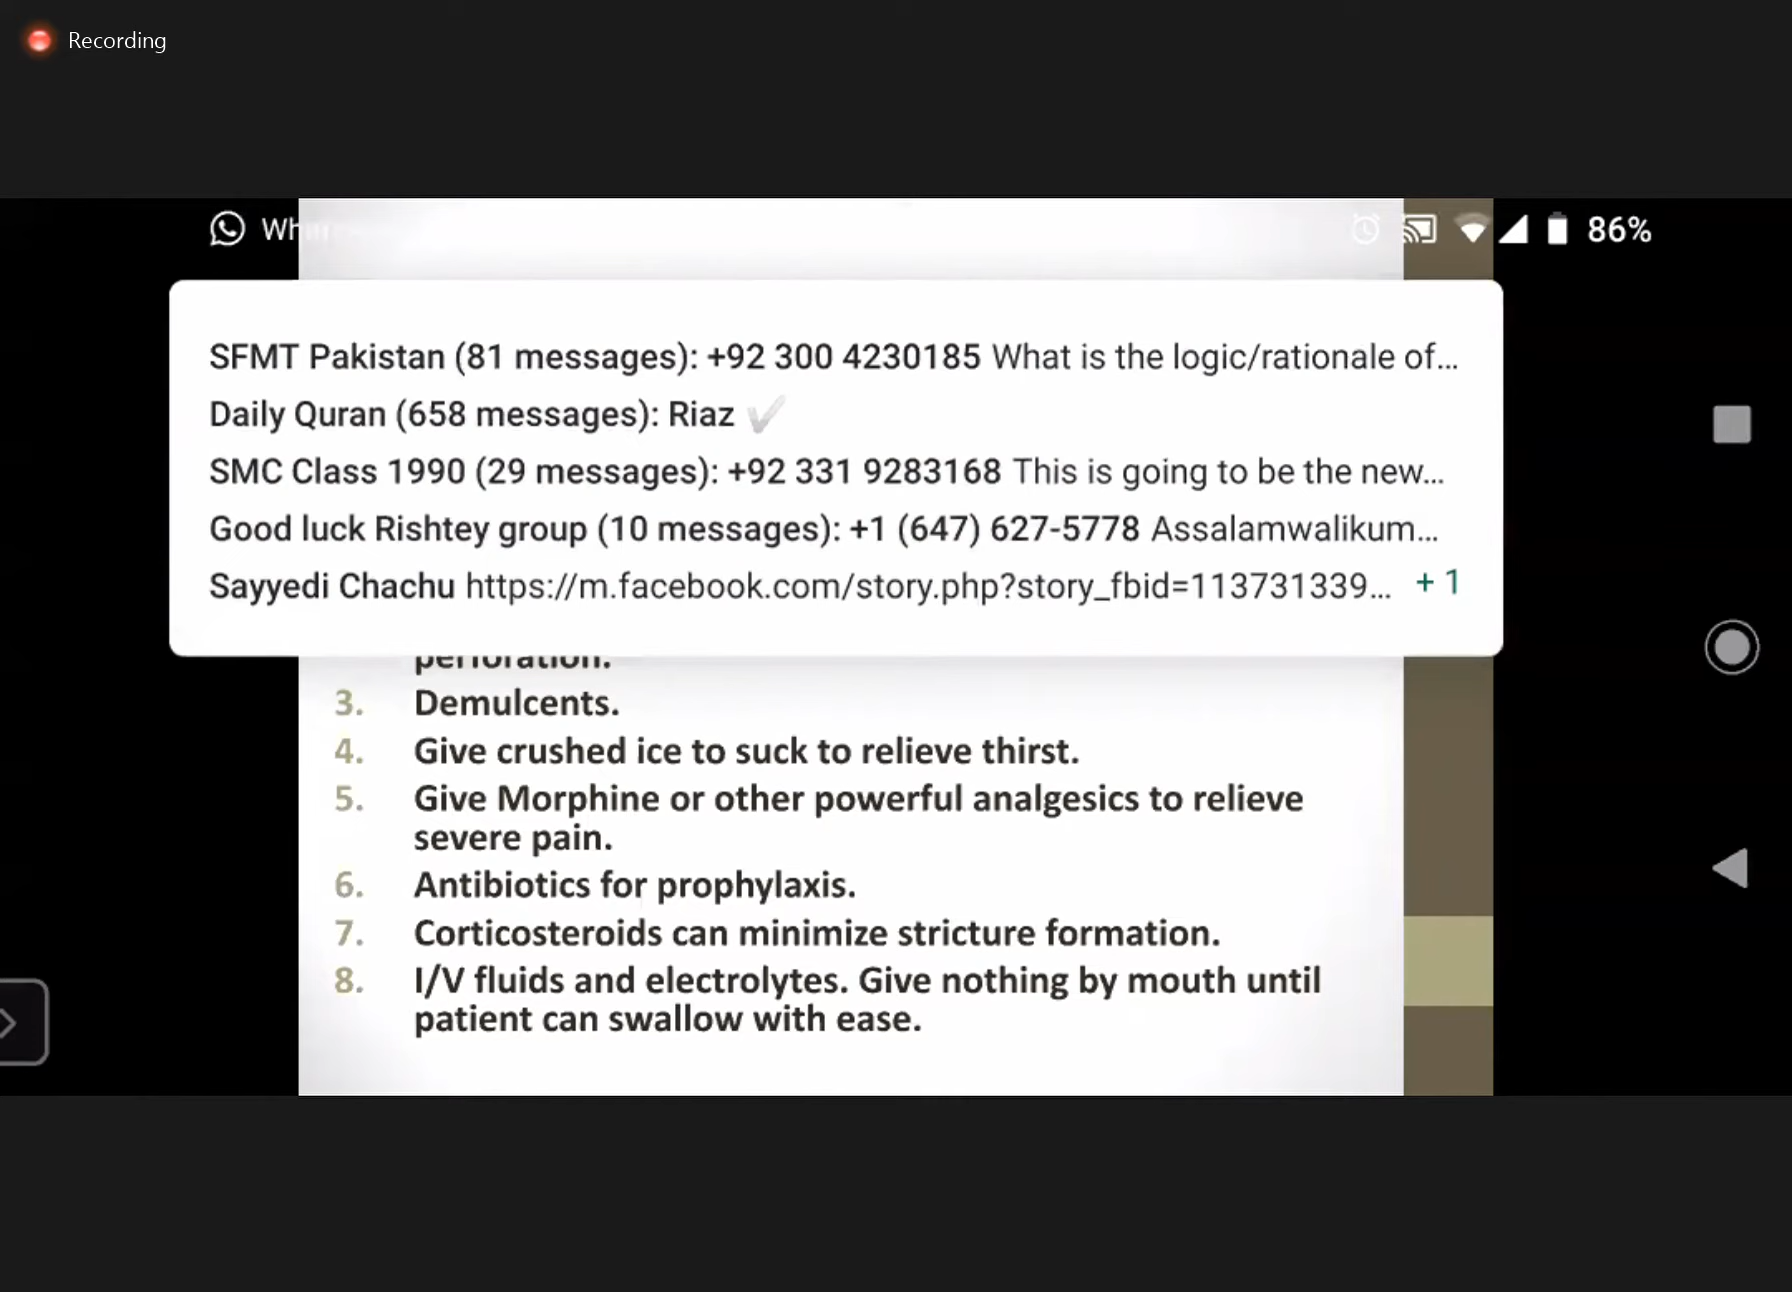 Recording
Wh
86%
SFMT Pakistan (81 messages): +92 300 4230185 What is the logic/rationale of...
Daily Quran (658 messages): Riaz ✔
SMC Class 1990 (29 messages): +92 331 9283168 This is going to be the new...
Good luck Rishtey group (10 messages): +1 (647) 627-5778 Assalamwalikum...
Sayyedi Chachu https://m.facebook.com/story.php?story_fbid=113731339... + 1
perforation.
3. Demulcents.
4. Give crushed ice to suck to relieve thirst.
5. Give Morphine or other powerful analgesics to relieve
severe pain.
6. Antibiotics for prophylaxis.
7. Corticosteroids can minimize stricture formation.
8. I/V fluids and electrolytes. Give nothing by mouth until
patient can swallow with ease.